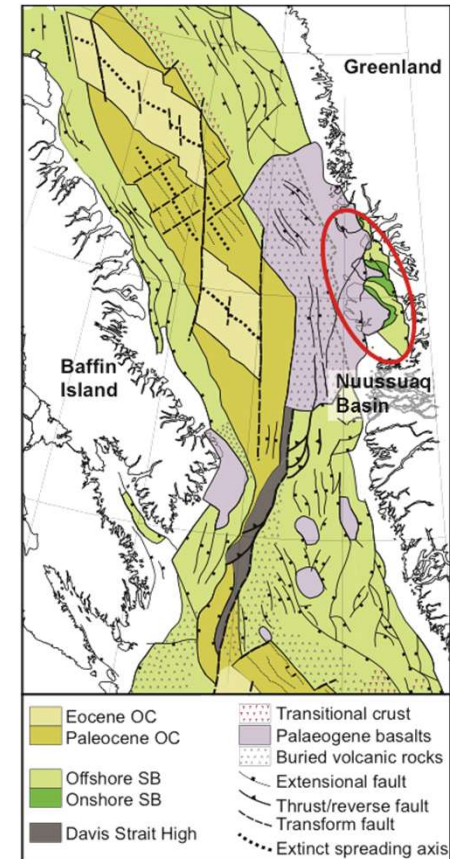 Greenland
Baffin
Island
Nuussuaq
Basin
Eocene OC
Paleocene OC
Offshore SB
Onshore SB
Davis Strait High
Transitional crust
Palaeogene basalts
Buried volcanic rocks
Extensional fault
Thrust/reverse fault
Transform fault
Extinct spreading axis